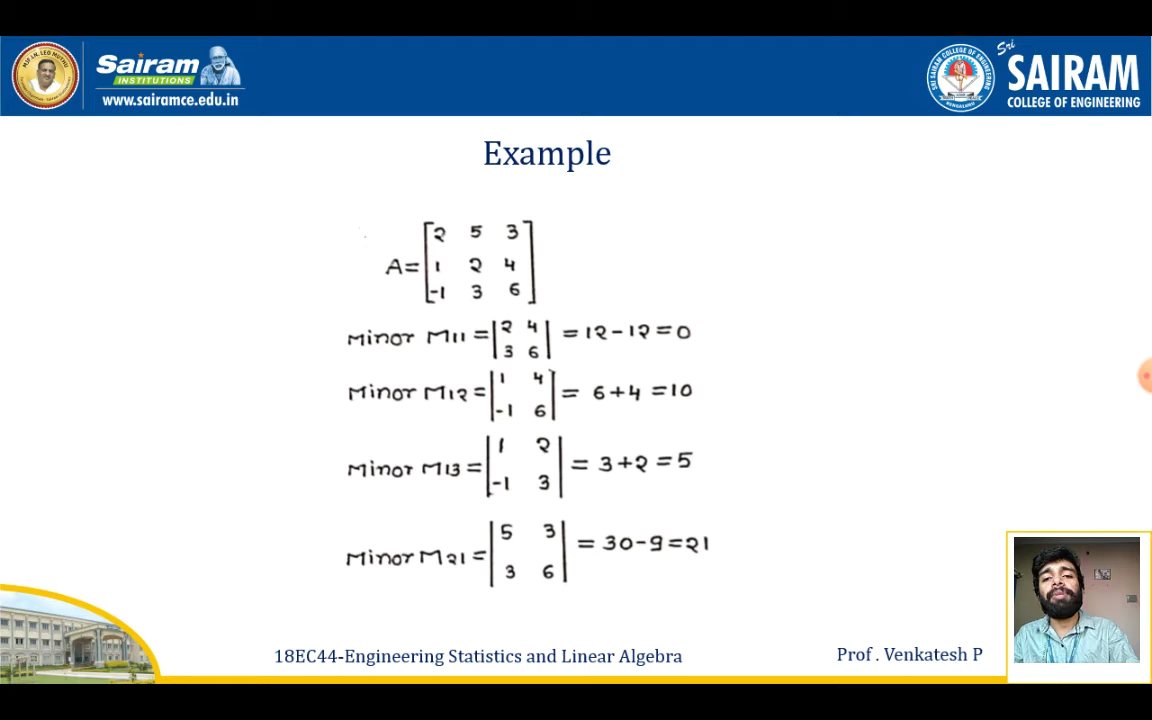 Sairam
INSTITUTIONS
www.sairamce.edu.in
Sri
SAIRAM
COLLEGE OF ENGINEERING
Example
A= [2 5 3
1 2 4
-1 3 6]
Minor M11 = |2 4
3 6| = 12-12=0
Minor M12 = |1 4
-1 6| = 6+4 =10
Minor M13 = |1 2
-1 3| = 3+2 =5
Minor M21 = |5 3
3 6| = 30-9=21
18EC44-Engineering Statistics and Linear Algebra
Prof . Venkatesh P